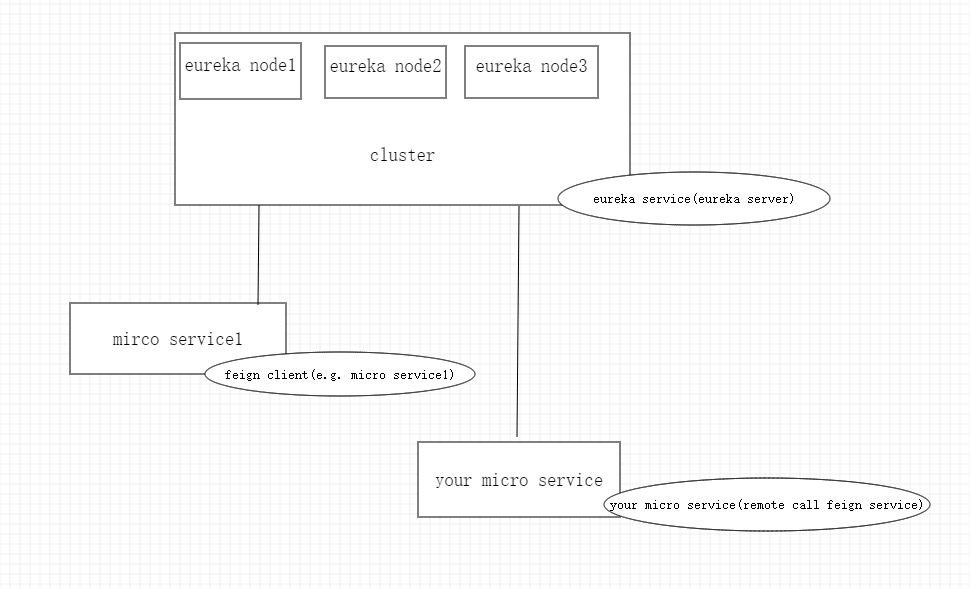 eureka node1
eureka node2
eureka node3
cluster
eureka service(eureka server)
mirco service1
feign client(e.g. micro service1)
your micro service
your micro service(remote call feign service)